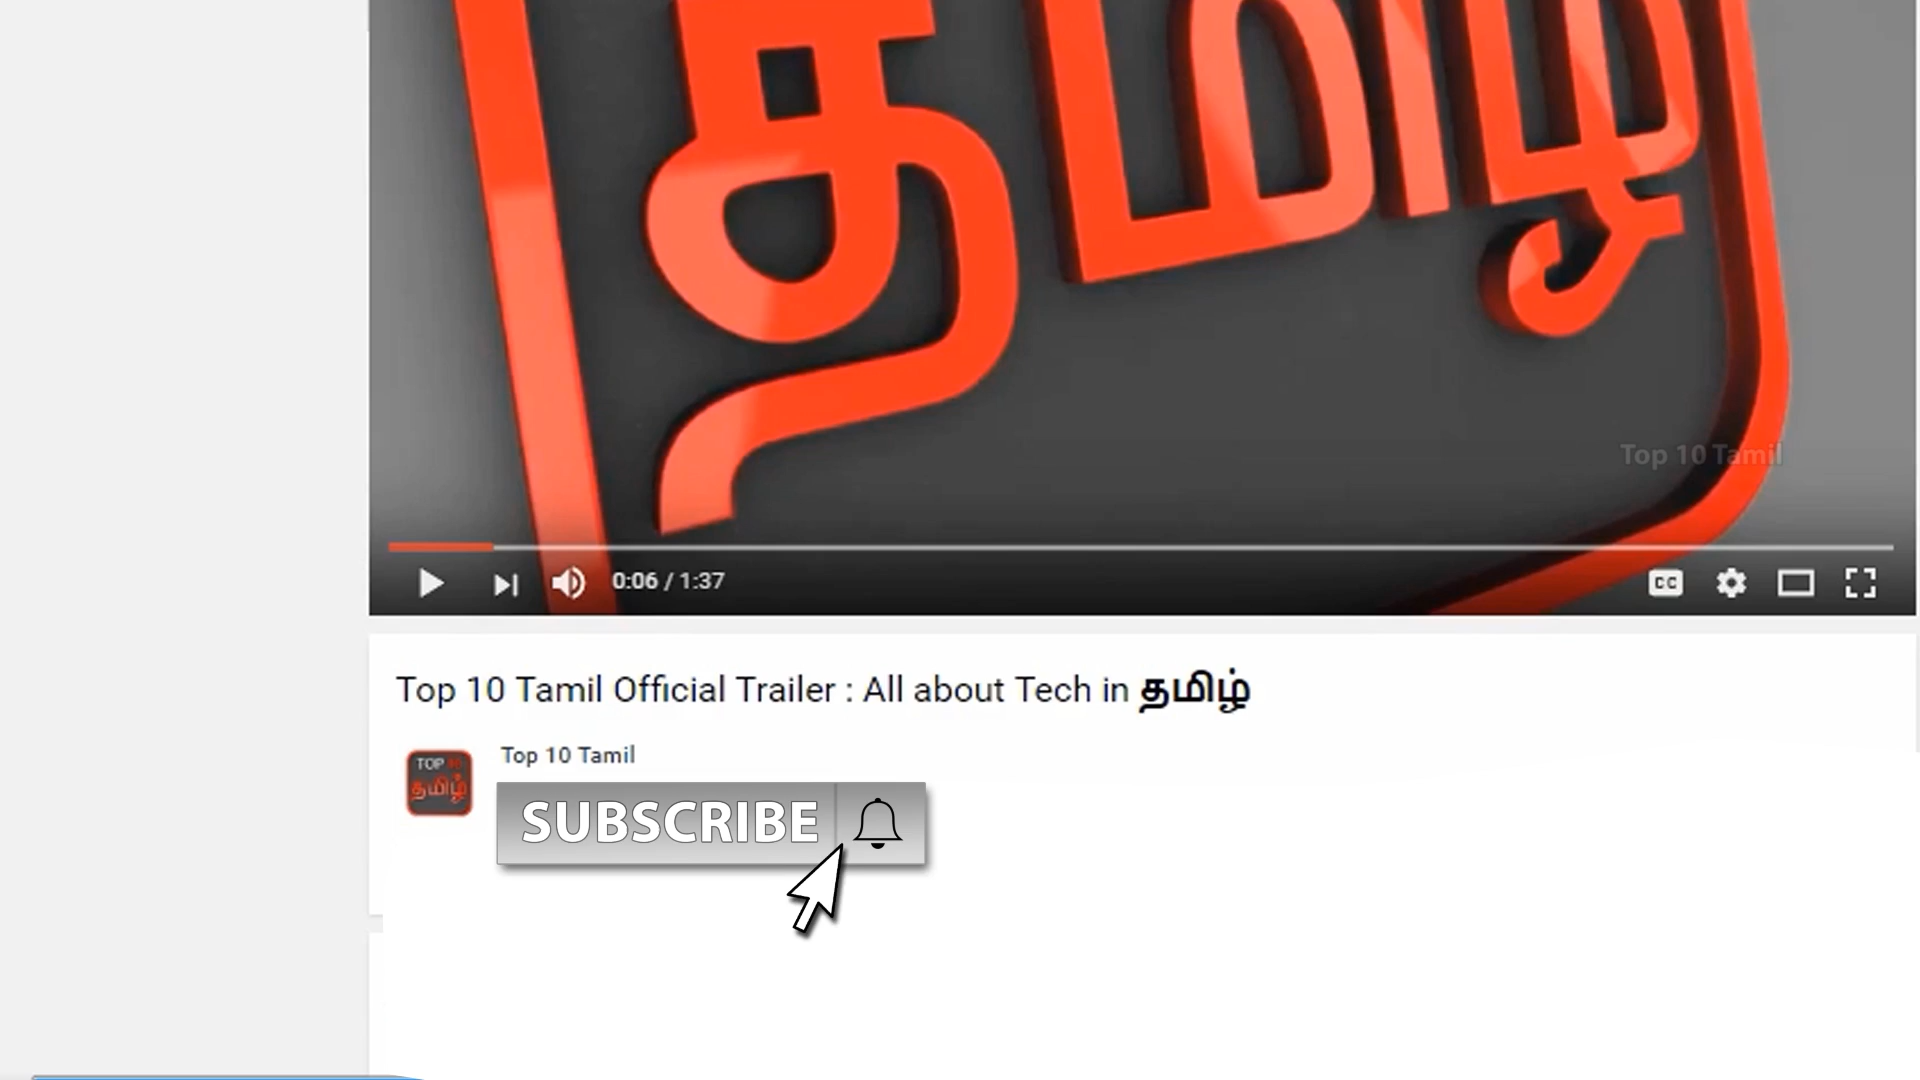 தமிழ்
Top 10 Tamil
0:06 / 1:37
CC
Top 10 Tamil Official Trailer : All about Tech in தமிழ்
TOP 10
தமிழ்
Top 10 Tamil
SUBSCRIBE